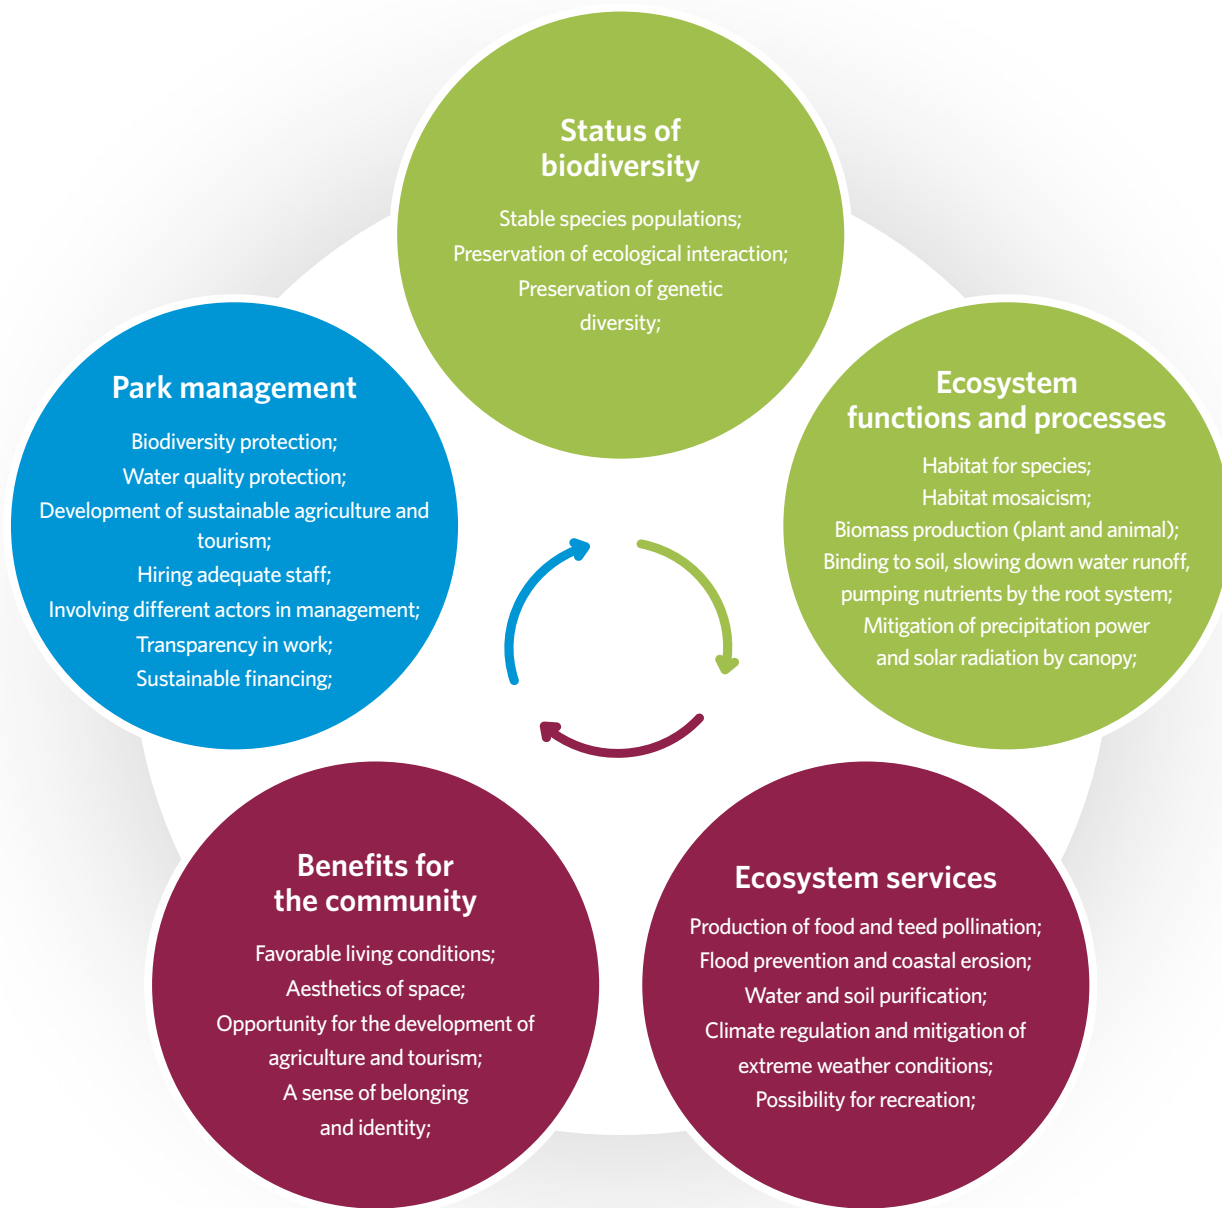 Status of
biodiversity
Stable species populations;
Preservation of ecological interaction;
Preservation of genetic
diversity;
Park management
Biodiversity protection;
Water quality protection;
Development of sustainable agriculture and
tourism;
Hiring adequate staff;
Involving different actors in management;
Transparency in work;
Sustainable financing;
Ecosystem
functions and processes
Habitat for species;
Habitat mosaicism;
Biomass production (plant and animal);
Binding to soil, slowing down water runoff,
pumping nutrients by the root system;
Mitigation of precipitation power
and solar radiation by canopy;
Benefits for
the community
Favorable living conditions;
Aesthetics of space;
Opportunity for the development of
agriculture and tourism;
A sense of belonging
and identity;
Ecosystem services
Production of food and teed pollination;
Flood prevention and coastal erosion;
Water and soil purification;
Climate regulation and mitigation of
extreme weather conditions;
Possibility for recreation;